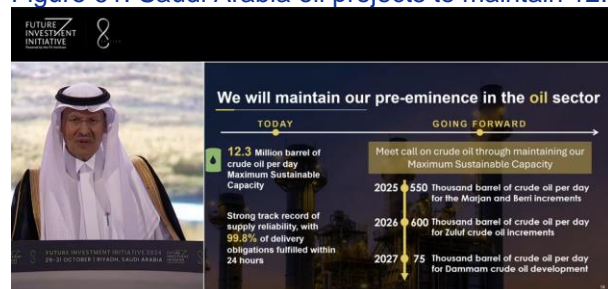 Figure 61: Saudi Arabia oil projects to maintain 12.
FUTURE
INVESTMENT
INITIATIVE
We will maintain our pre-eminence in the oil sector
TODAY
GOING FORWARD
12.3 Million barrel of
crude oil per day
Maximum Sustainable
Capacity
Strong track record of
supply reliability, with
99.8% of delivery
obligations fulfilled within
24 hours
Meet call on crude oil through maintaining our
Maximum Sustainable Capacity
2025 550 Thousand barrel of crude oil per day
for the Marjan and Berri increments
2026 600 Thousand barrel of crude oil per day
for Zuluf crude oil increments
2027 75 Thousand barrel of crude oil per day
for Dammam crude oil development
FUTURE INVESTMENT INITIATIVE 2024
29-31 OCTOBER | RIYADH, SAUDI ARABIA